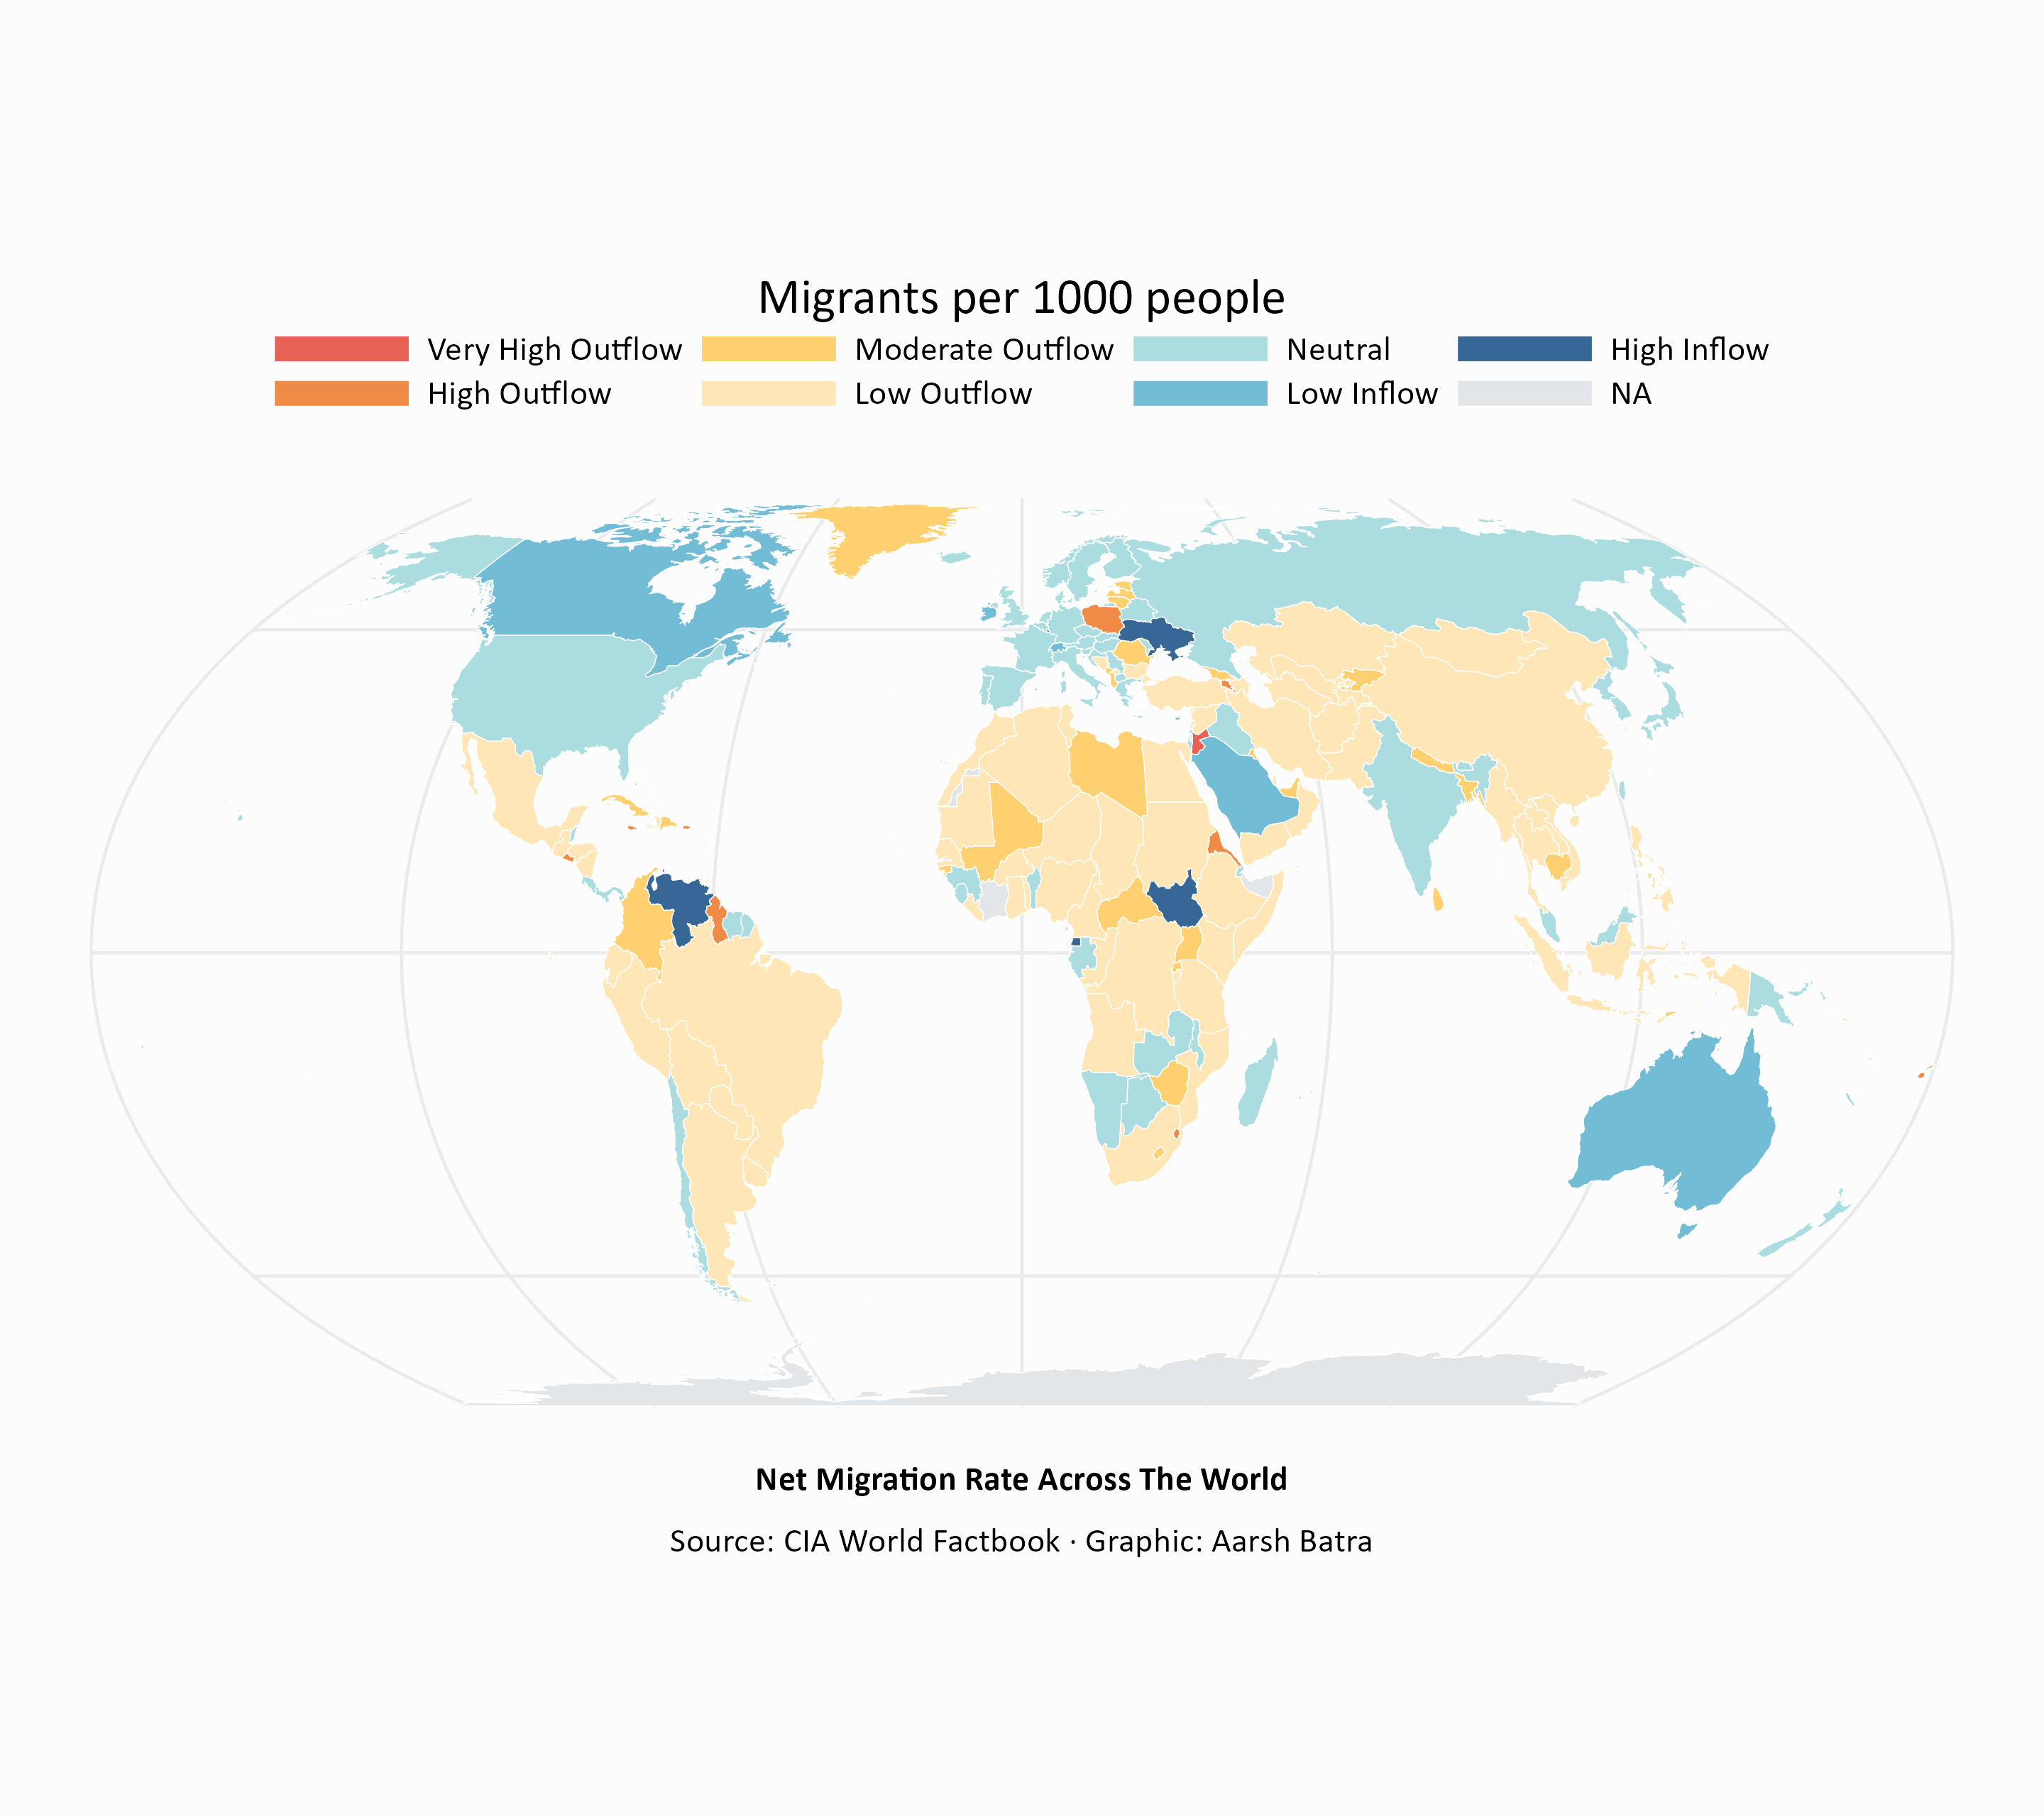 Migrants per 1000 people
Very High Outflow
Moderate Outflow
Neutral
High Inflow
High Outflow
Low Outflow
Low Inflow
NA
Net Migration Rate Across The World
Source: CIA World Factbook · Graphic: Aarsh Batra